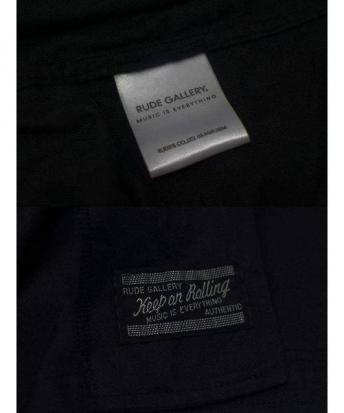 RUDE GALLERY.
MUSIC IS EVERYTHING
RUDE GALLERY
Keep on Rolling
MUSIC IS EVERYTHING
AUTHENTIC